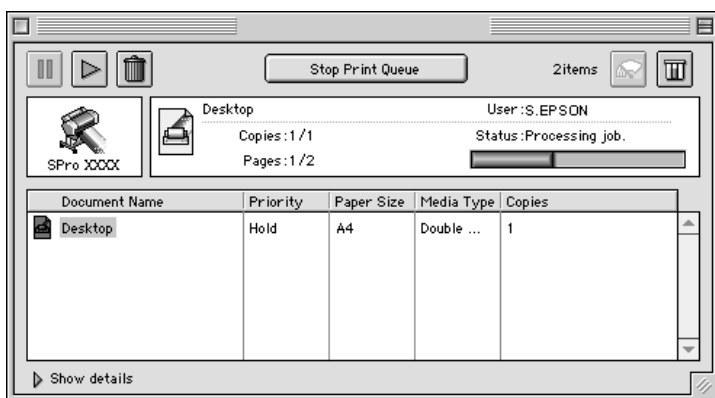 Stop Print Queue
2items
Desktop
User:S.EPSON
Copies:1/1
Status:Processing job.
Pages:1/2
SPro XXXX
Document Name Priority Paper Size Media Type Copies
Desktop Hold A4 Double ... 1
Show details